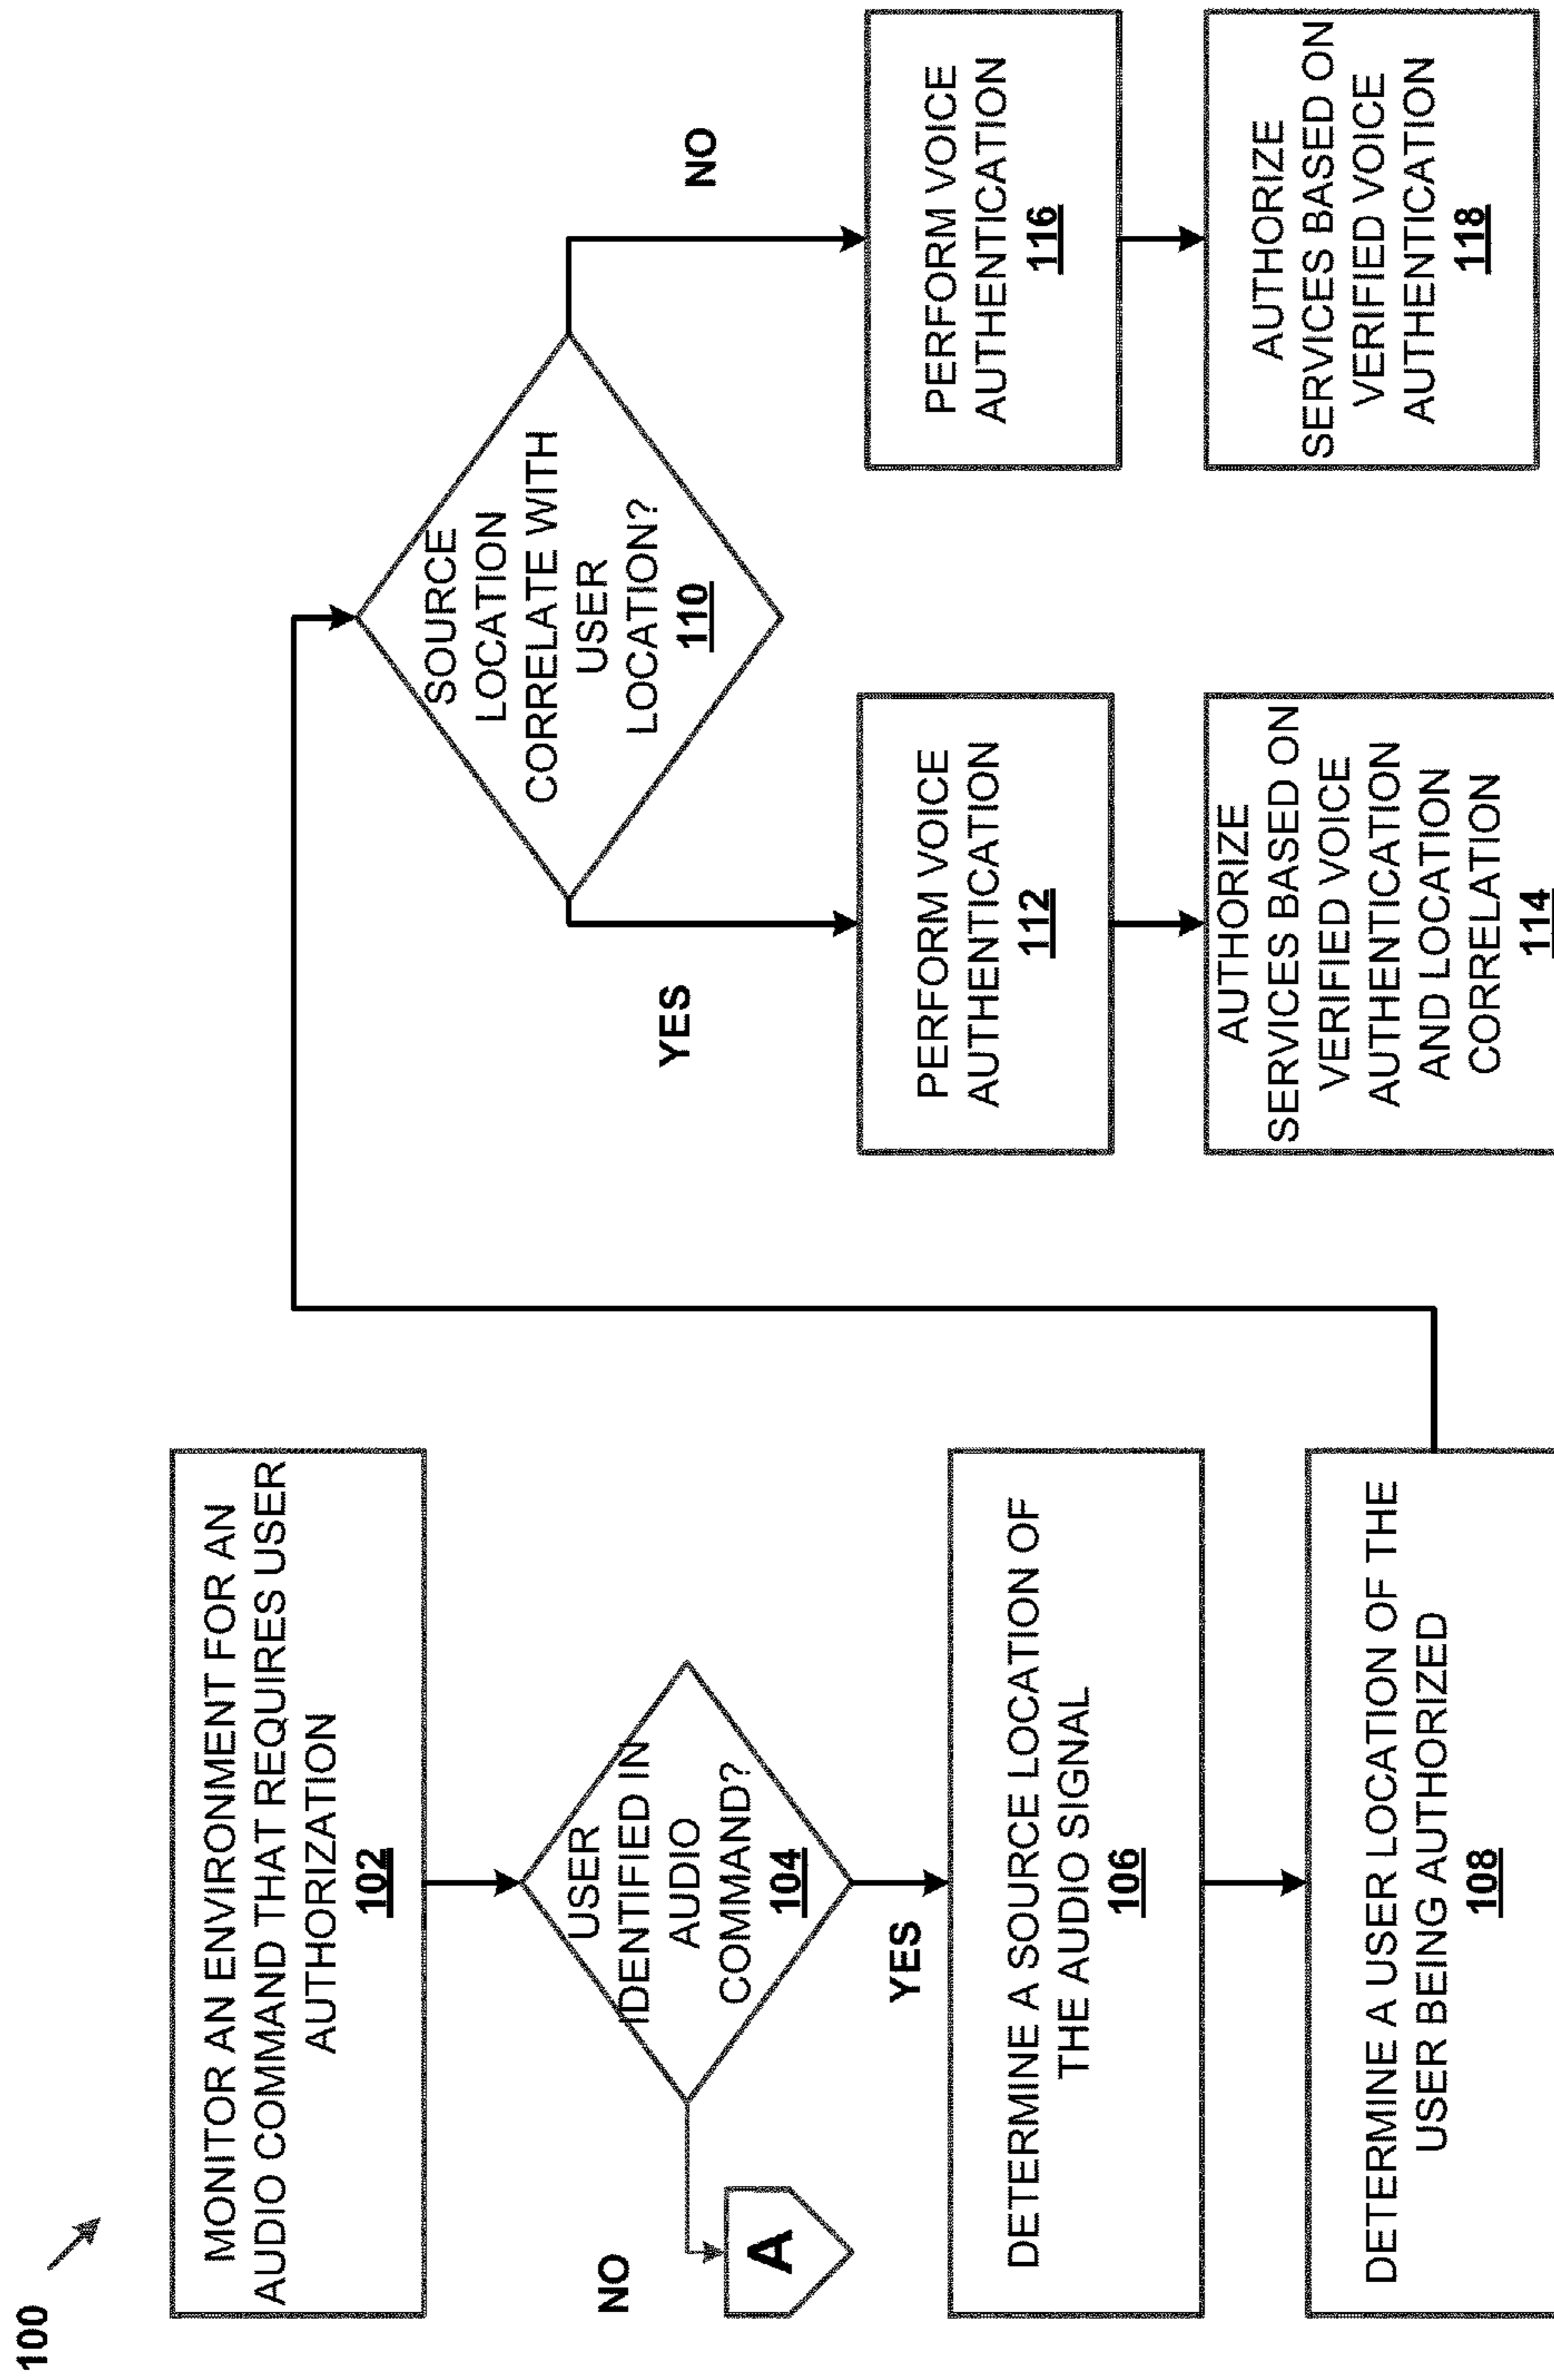 100
MONITOR AN ENVIRONMENT FOR AN
AUDIO COMMAND THAT REQUIRES USER
AUTHORIZATION
102
USER
IDENTIFIED IN
AUDIO
COMMAND?
104
NO
A
YES
DETERMINE A SOURCE LOCATION OF
THE AUDIO SIGNAL
106
DETERMINE A USER LOCATION OF THE
USER BEING AUTHORIZED
108
SOURCE
LOCATION
CORRELATE WITH
USER
LOCATION?
110
YES
PERFORM VOICE
AUTHENTICATION
112
AUTHORIZE
SERVICES BASED ON
VERIFIED VOICE
AUTHENTICATION
AND LOCATION
CORRELATION
114
NO
PERFORM VOICE
AUTHENTICATION
116
AUTHORIZE
SERVICES BASED ON
VERIFIED VOICE
AUTHENTICATION
118